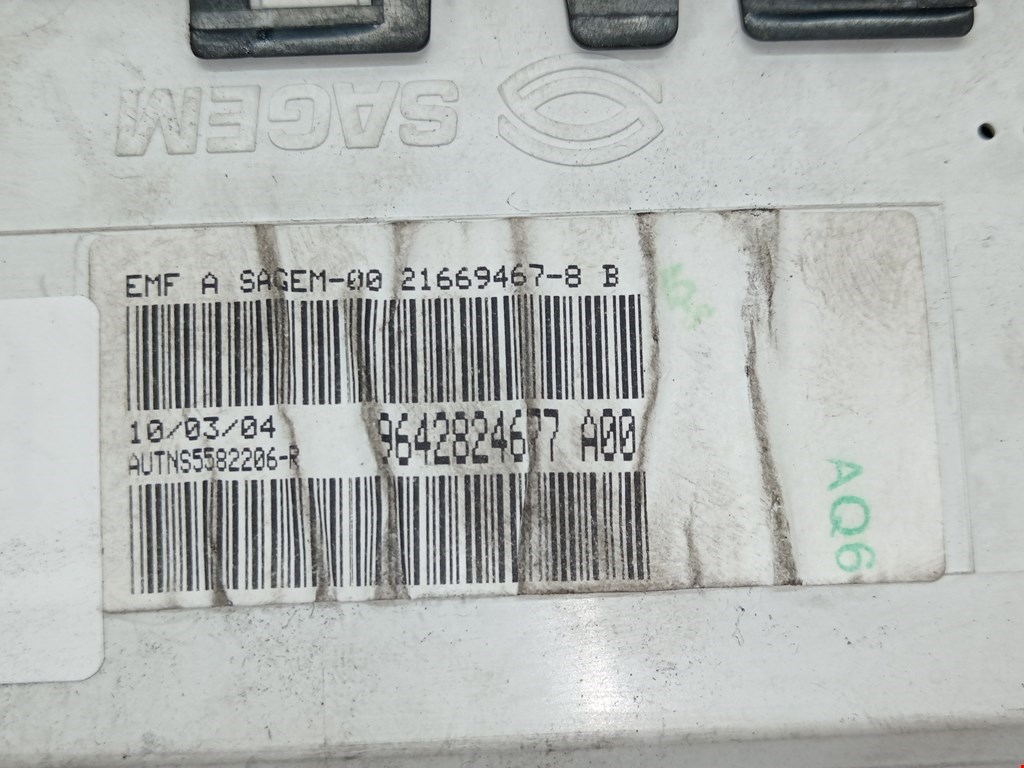 SAGEM
EMF A SAGEM-00 21669467-8 B
10/03/04
9642824677 A00
AUTNS5582206-R
AQ6